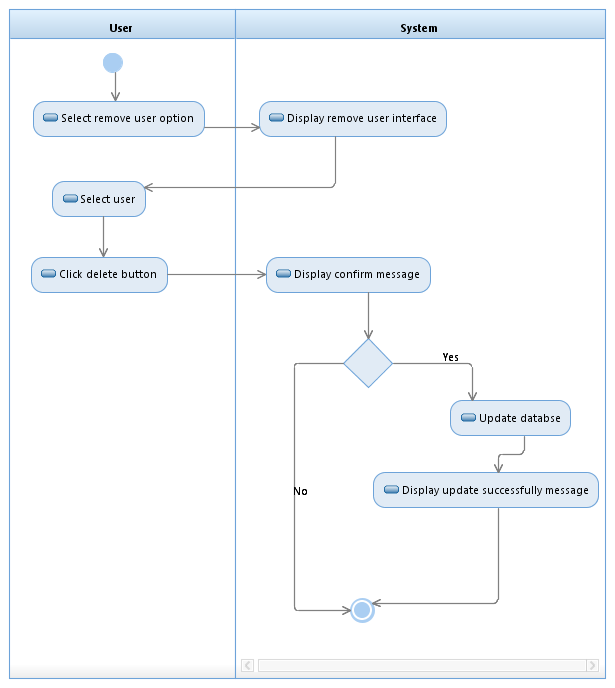 User
System
Select remove user option
Display remove user interface
Select user
Click delete button
Display confirm message
Yes
Update databse
Display update successfully message
No